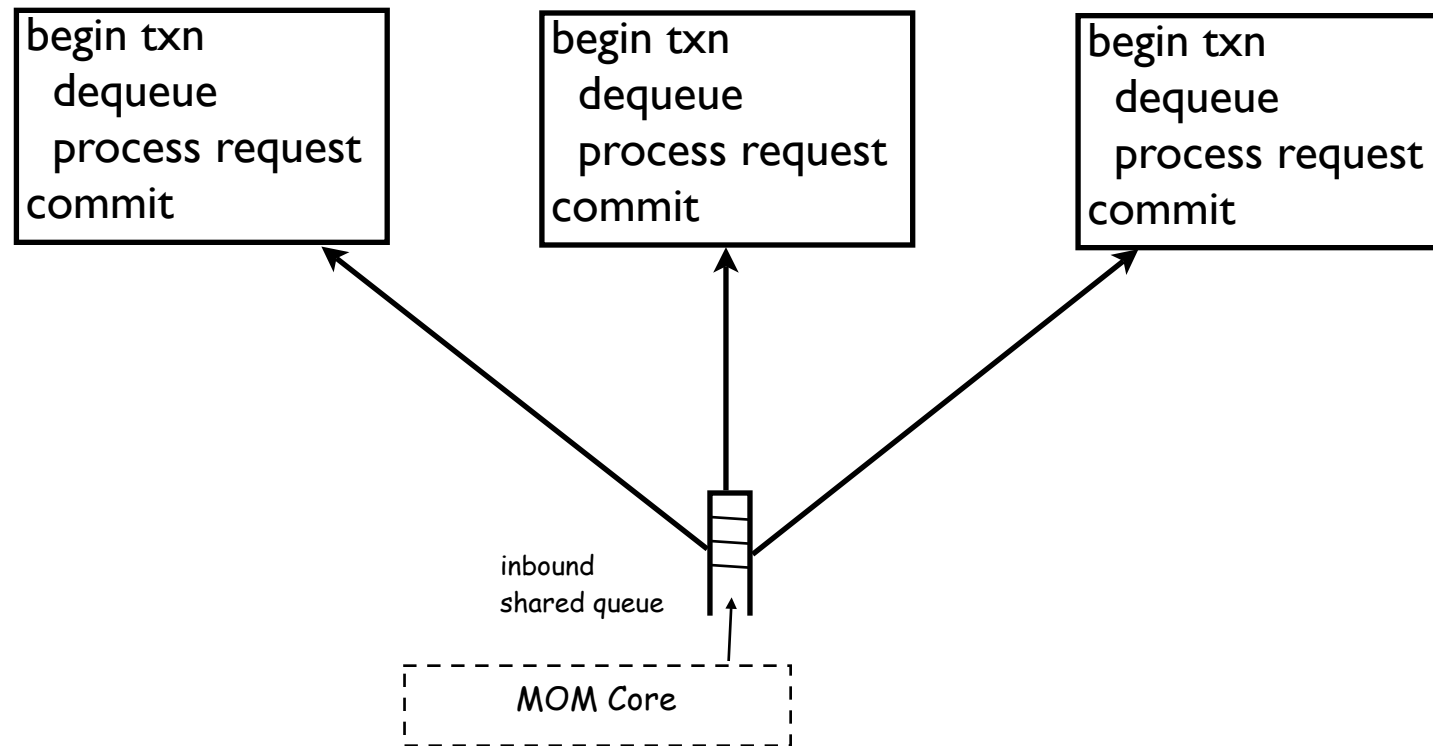 begin txn
dequeue
process request
commit
begin txn
dequeue
process request
commit
begin txn
dequeue
process request
commit
inbound
shared queue
MOM Core